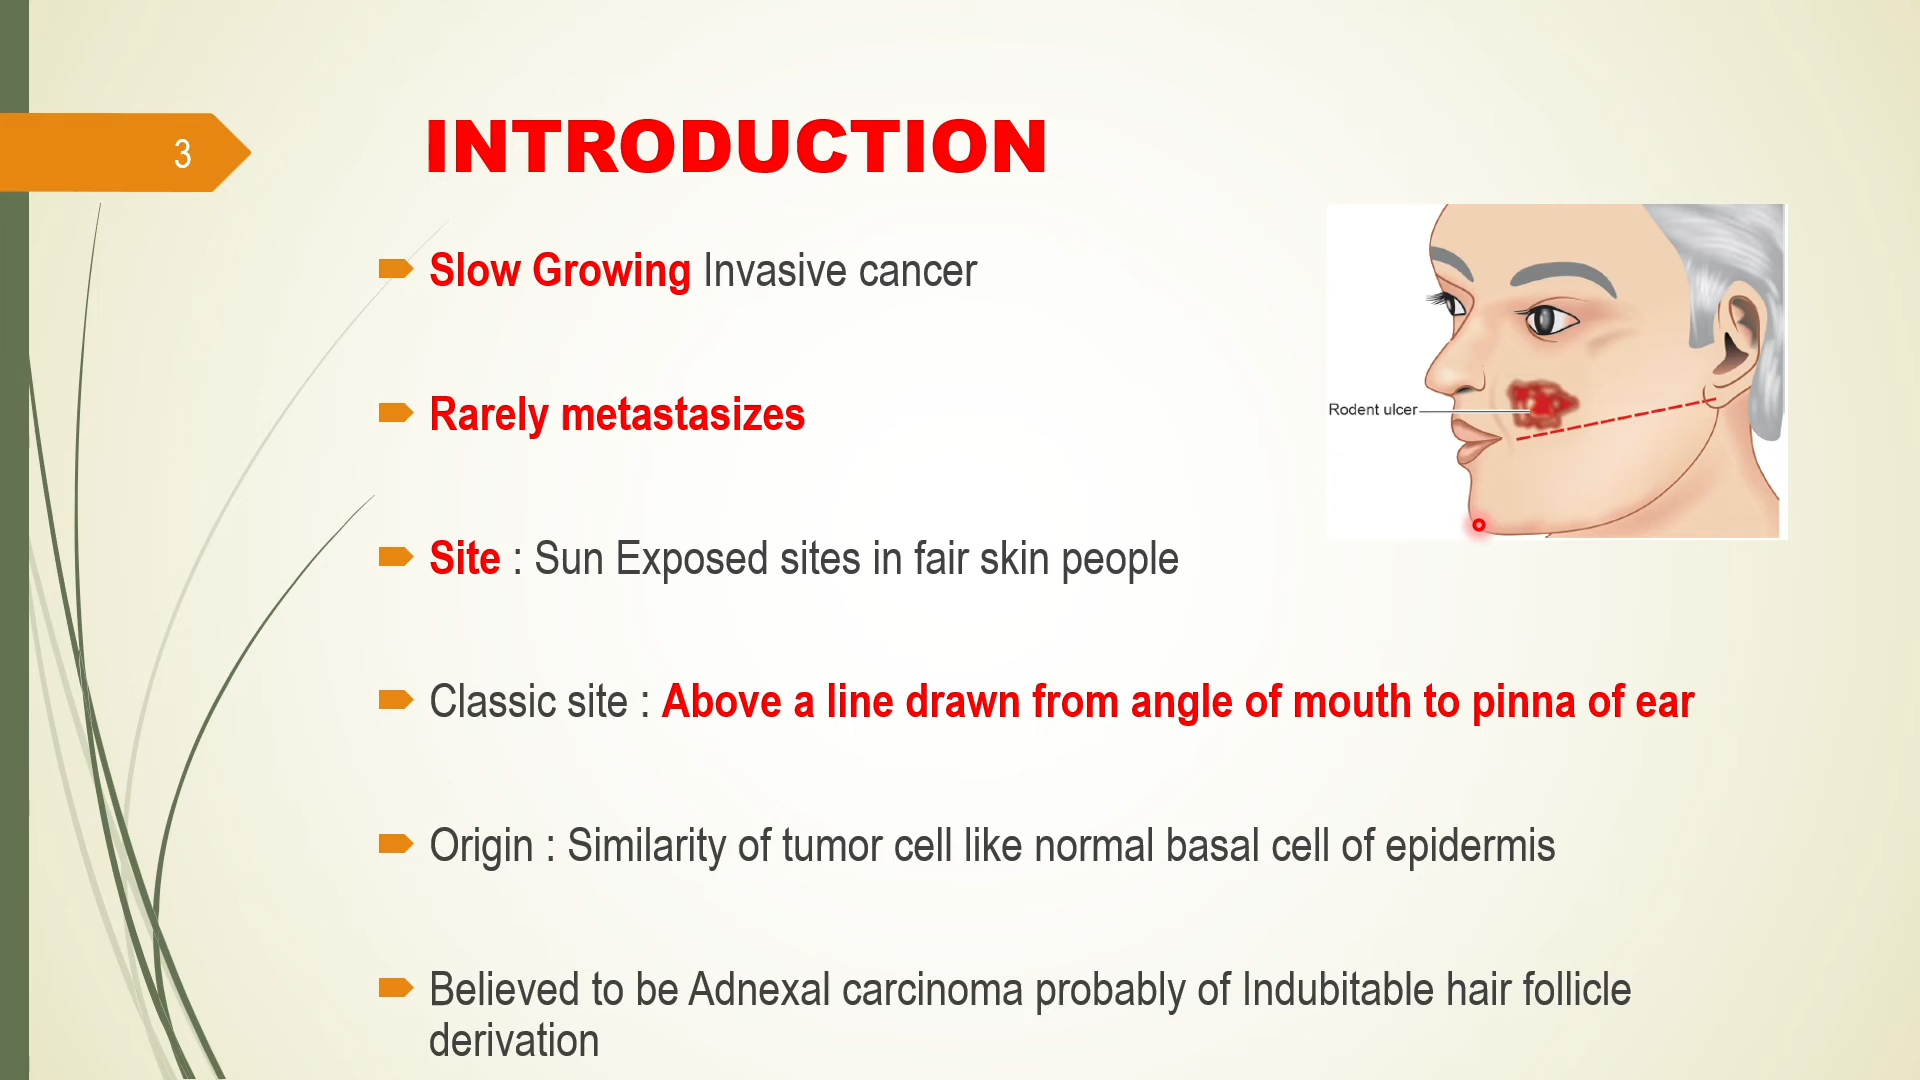 3
INTRODUCTION
Slow Growing Invasive cancer
Rarely metastasizes
Rodent ulcer
Site : Sun Exposed sites in fair skin people
Classic site : Above a line drawn from angle of mouth to pinna of ear
Origin : Similarity of tumor cell like normal basal cell of epidermis
Believed to be Adnexal carcinoma probably of Indubitable hair follicle
derivation